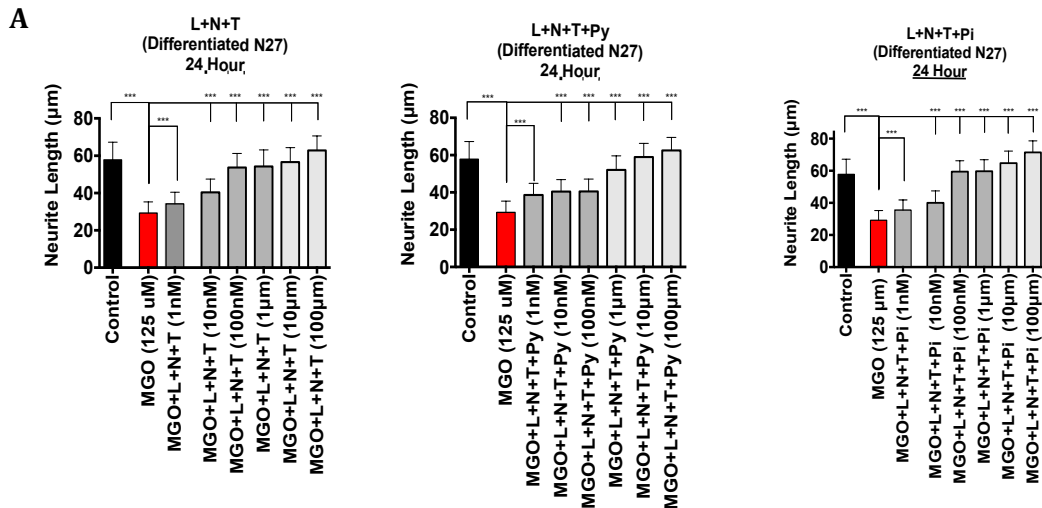 A
L+N+T
(Differentiated N27)
24 Hour
***
***
***
***
***
***
***
Neurite Length (µm)
80
60
40
20
0
Control
MGO (125 uM)
MGO+L+N+T (1nM)
MGO+L+N+T (10nM)
MGO+L+N+T (100nM)
MGO+L+N+T (1µm)
MGO+L+N+T (10µm)
MGO+L+N+T (100µm)
L+N+T+Py
(Differentiated N27)
24 Hour
***
***
***
***
***
***
***
Neurite Length (µm)
80
60
40
20
0
Control
MGO (125 uM)
MGO+L+N+T+Py (1nM)
MGO+L+N+T+Py (10nM)
MGO+L+N+T+Py (100nM)
MGO+L+N+T+Py (1µm)
MGO+L+N+T+Py (10µm)
MGO+L+N+T+Py (100µm)
L+N+T+Pi
(Differentiated N27)
24 Hour
***
***
***
***
***
***
***
Neurite Length (µm)
80
60
40
20
0
Control
MGO (125 µm)
MGO+L+N+T+Pi (1nM)
MGO+L+N+T+Pi (10nM)
MGO+L+N+T+Pi (100nM)
MGO+L+N+T+Pi (1µm)
MGO+L+N+T+Pi (10µm)
MGO+L+N+T+Pi (100µm)